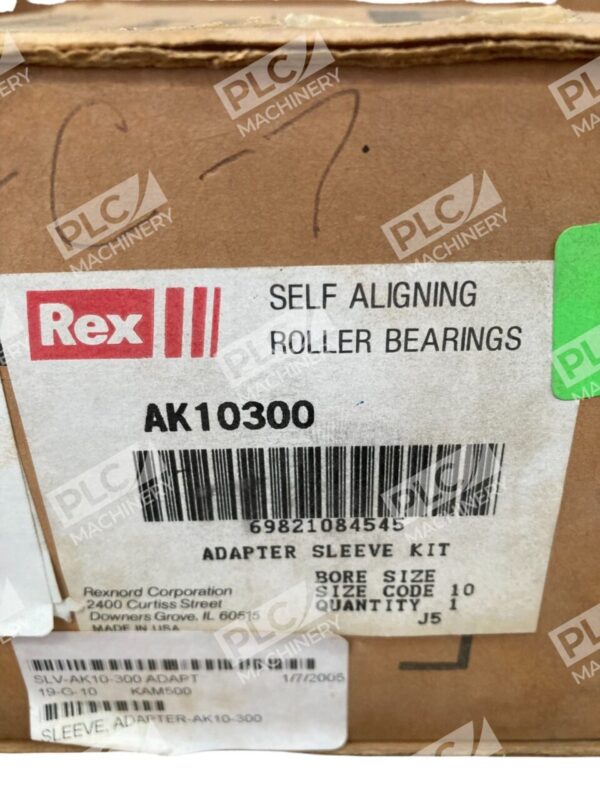 -C-7.
Rex
SELF ALIGNING
ROLLER BEARINGS
AK10300
69821084545
ADAPTER SLEEVE KIT
BORE SIZE
SIZE CODE 10
QUANTITY 1
J5
Rexnord Corporation
2400 Curtiss Street
Downers Grove, IL 60515
MADE IN USA
SLV-AK10-300 ADAPT 1/7/2005
19-G-10 KAM500
SLEEVE, ADAPTER-AK10-300
PLC MACHINERY